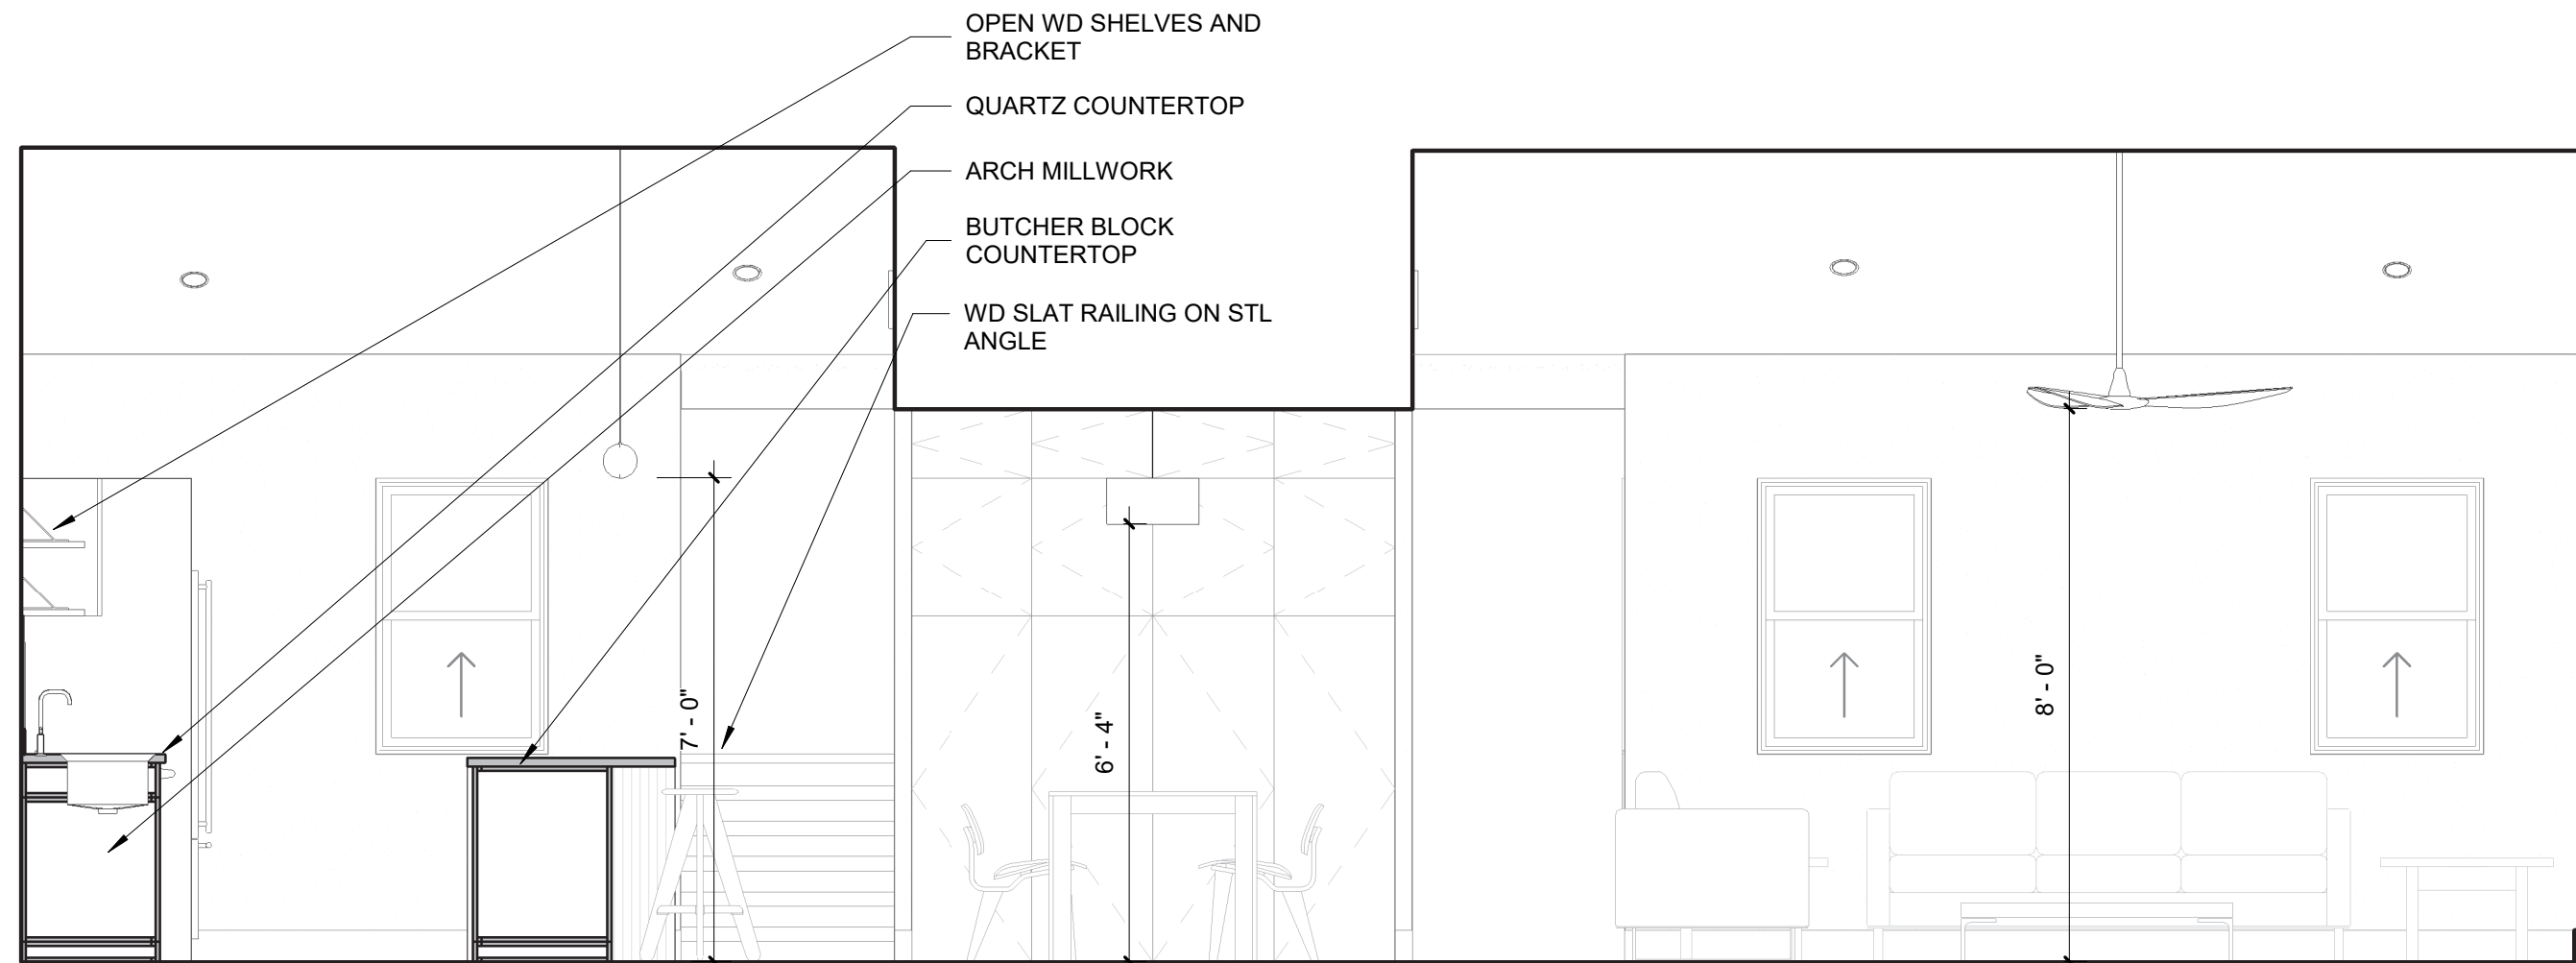 OPEN WD SHELVES AND
BRACKET
QUARTZ COUNTERTOP
ARCH MILLWORK
BUTCHER BLOCK
COUNTERTOP
WD SLAT RAILING ON STL
ANGLE
7' - 0"
6' - 4"
8' - 0"